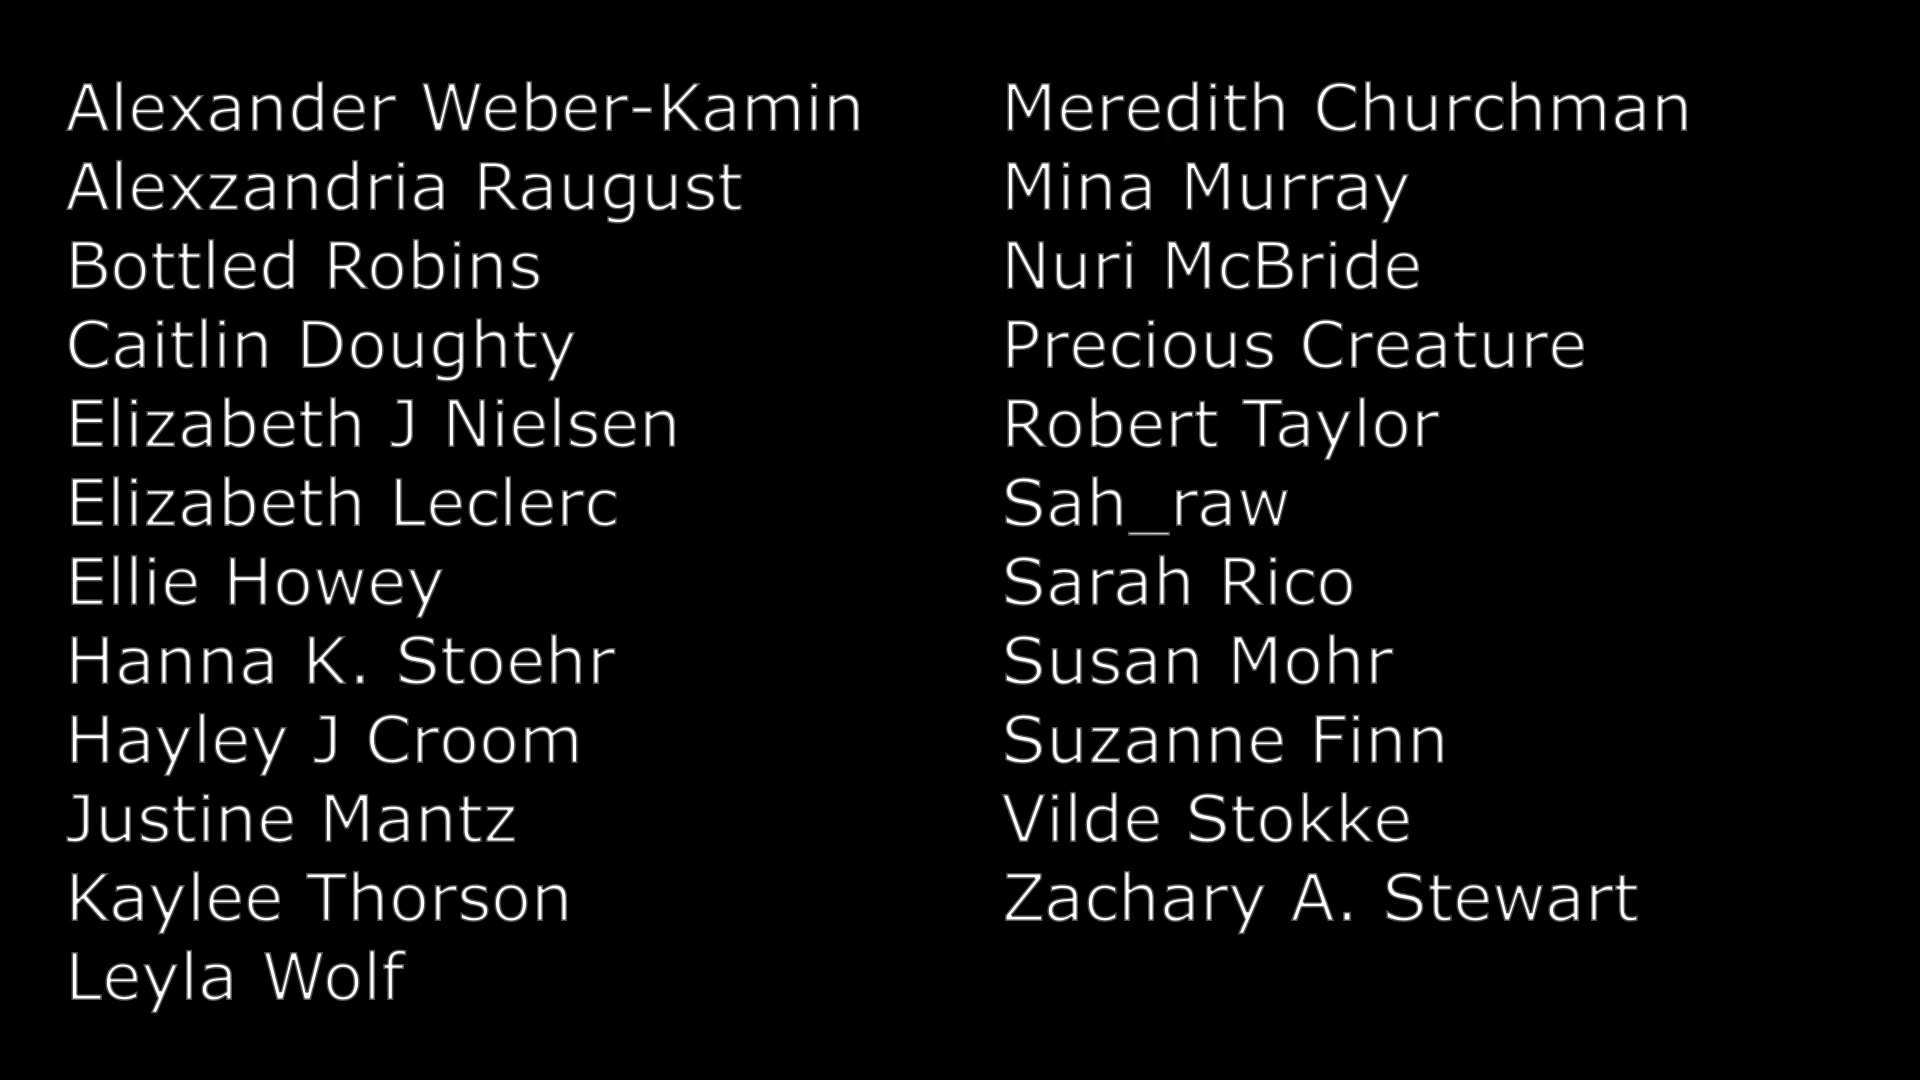 Alexander Weber-Kamin
Alexzandria Raugust
Bottled Robins
Caitlin Doughty
Elizabeth J Nielsen
Elizabeth Leclerc
Ellie Howey
Hanna K. Stoehr
Hayley J Croom
Justine Mantz
Kaylee Thorson
Leyla Wolf
Meredith Churchman
Mina Murray
Nuri McBride
Precious Creature
Robert Taylor
Sah_raw
Sarah Rico
Susan Mohr
Suzanne Finn
Vilde Stokke
Zachary A. Stewart